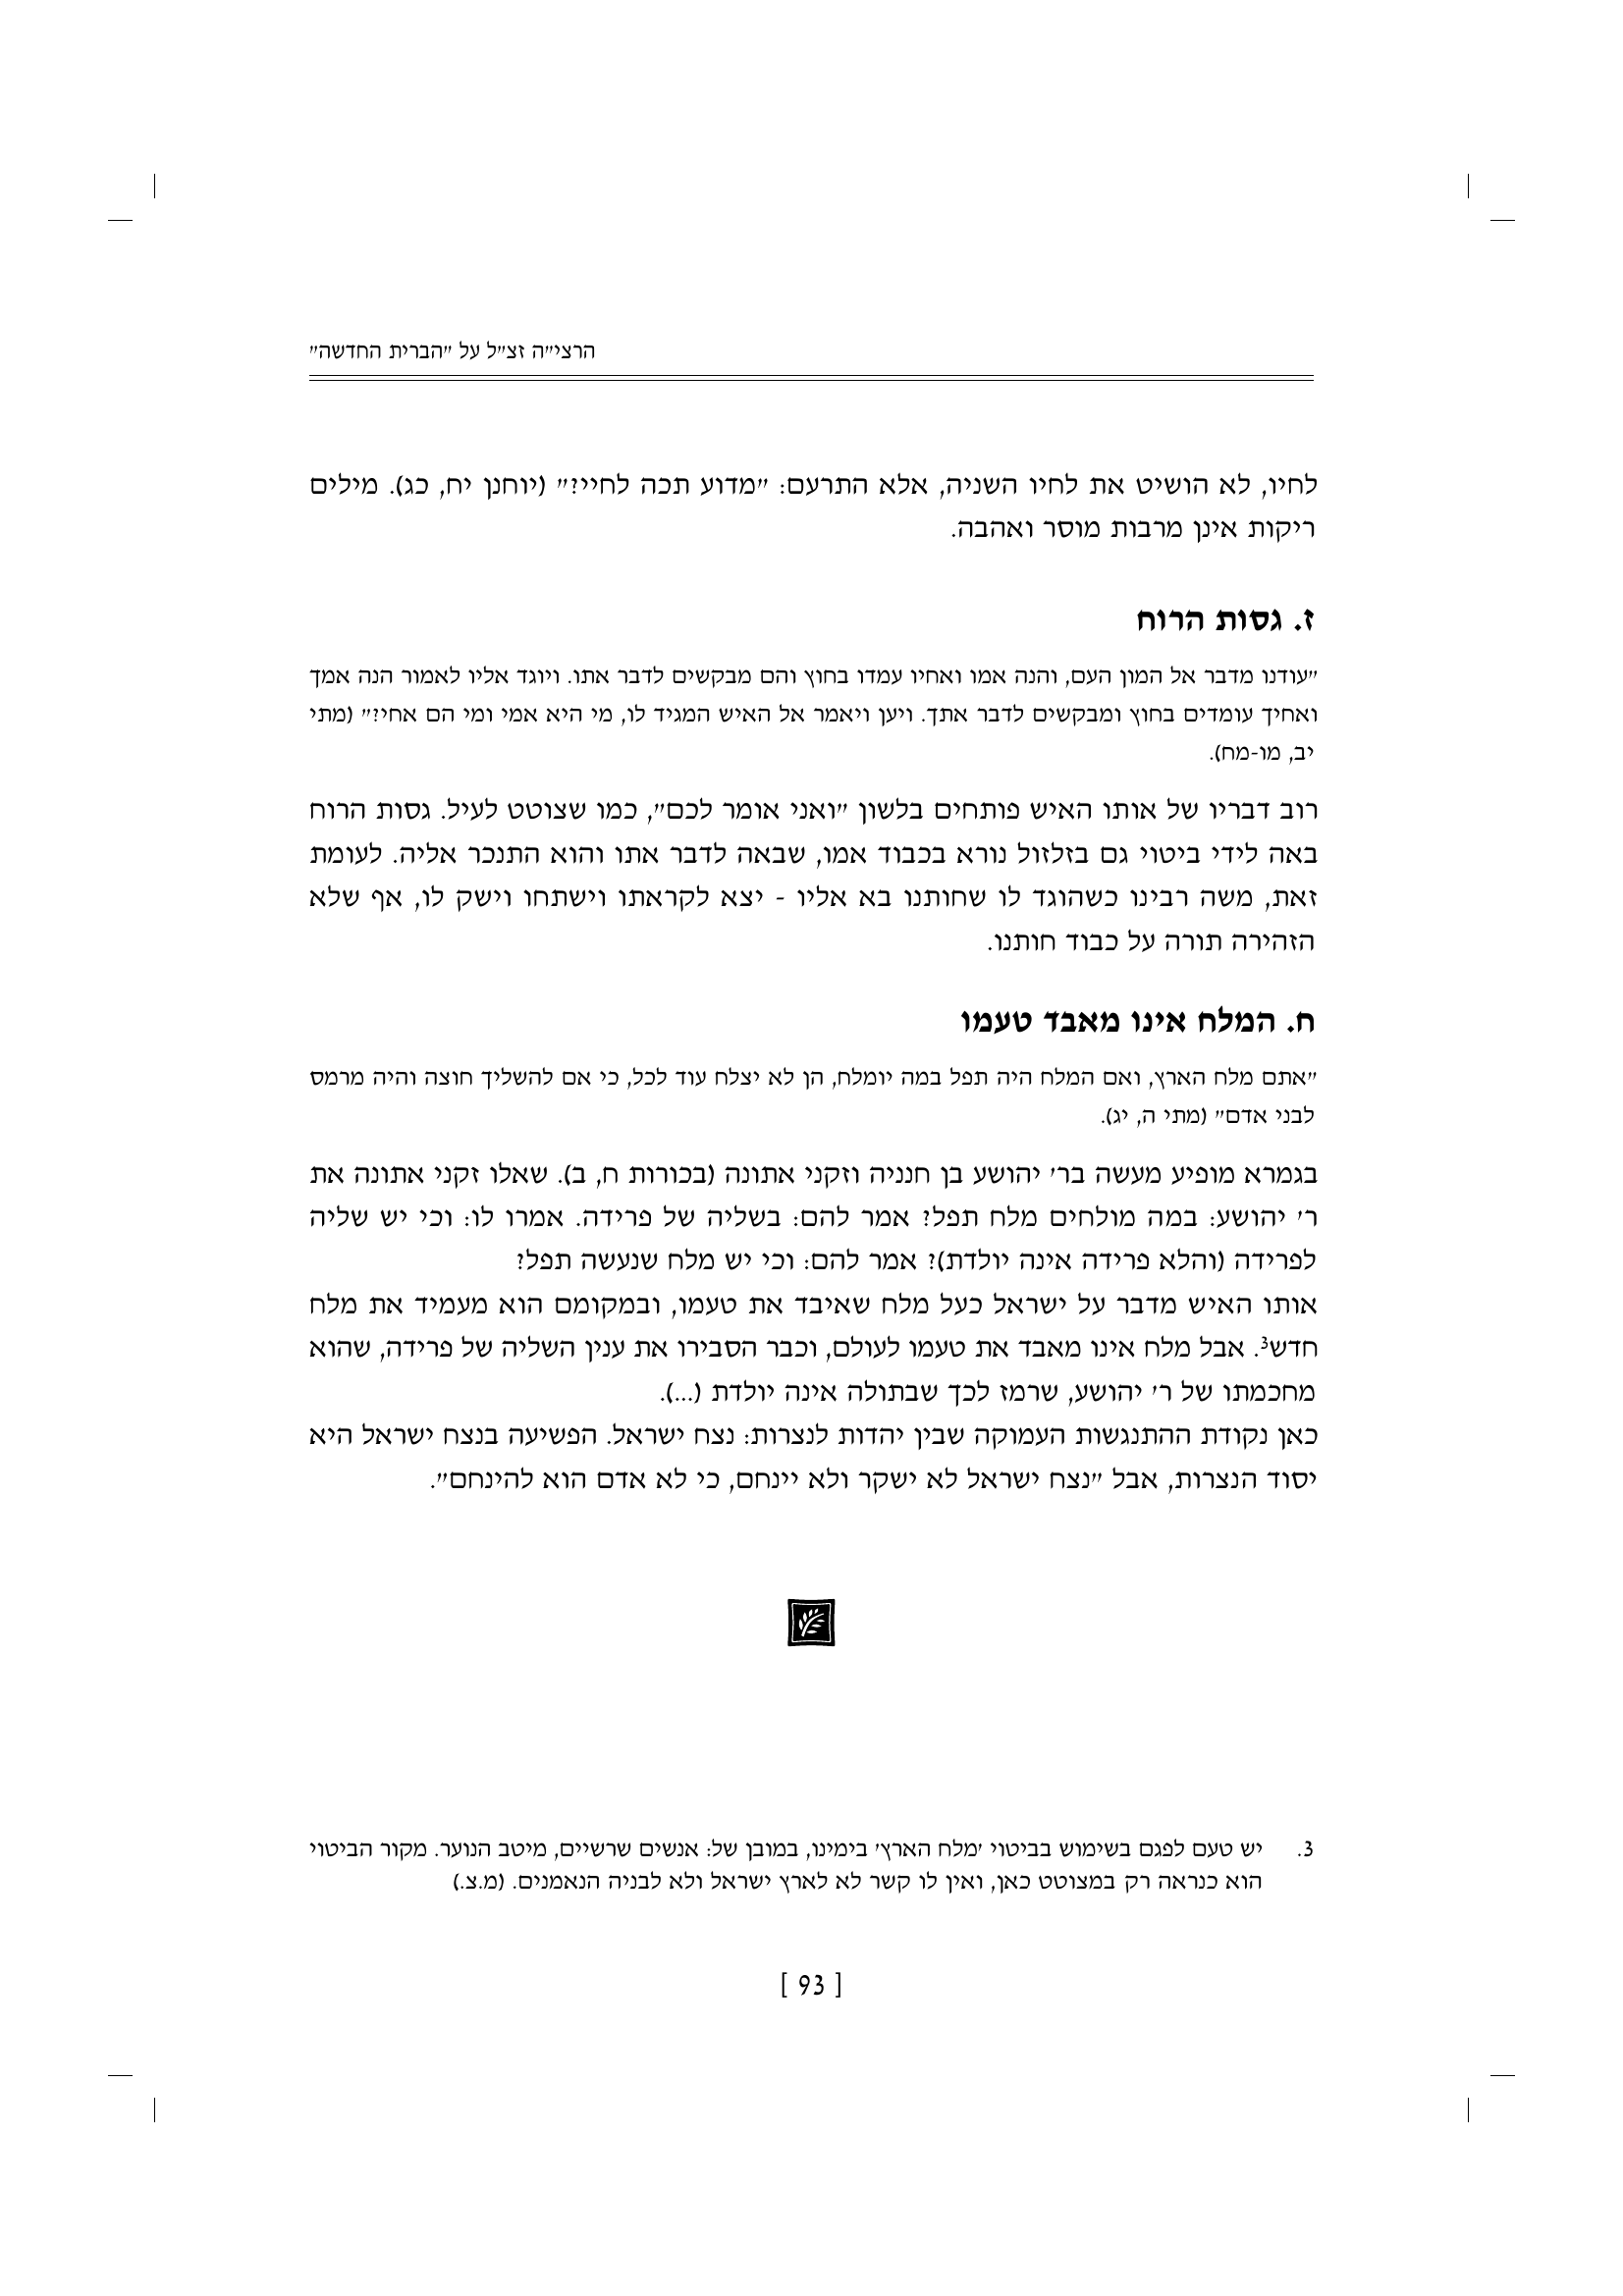 הרצי״ה זצ״ל על ״הברית החדשה״
לחיו, לא הושיט את לחיו השניה, אלא התרעם: ״מדוע תכה לחיי?״ (יוחנן יח, כג). מילים
ריקות אינן מרבות מוסר ואהבה.
ז. גסות הרוח
״עודנו מדבר אל המון העם, והנה אמו ואחיו עמדו בחוץ והם מבקשים לדבר אתו. ויוגד אליו לאמור הנה אמך
ואחיך עומדים בחוץ ומבקשים לדבר אתך. ויען ויאמר אל האיש המגיד לו, מי היא אמי ומי הם אחי?״ (מתי
יב, מו-מח).
רוב דבריו של אותו האיש פותחים בלשון ״ואני אומר לכם״, כמו שצוטט לעיל. גסות הרוח
באה לידי ביטוי גם בזלזול נורא בכבוד אמו, שבאה לדבר אתו והוא התנכר אליה. לעומת
זאת, משה רבינו כשהוגד לו שחותנו בא אליו - יצא לקראתו וישתחו וישק לו, אף שלא
הזהירה תורה על כבוד חותנו.
ח. המלח אינו מאבד טעמו
״אתם מלח הארץ, ואם המלח היה תפל במה יומלח, הן לא יצלח עוד לכל, כי אם להשליך חוצה והיה מרמס
לבני אדם״ (מתי ה, יג).
בגמרא מופיע מעשה בר׳ יהושע בן חנניה וזקני אתונה (בכורות ח, ב). שאלו זקני אתונה את
ר׳ יהושע: במה מולחים מלח תפל? אמר להם: בשליה של פרידה. אמרו לו: וכי יש שליה
לפרידה (והלא פרידה אינה יולדת)? אמר להם: וכי יש מלח שנעשה תפל?
אותו האיש מדבר על ישראל כעל מלח שאיבד את טעמו, ובמקומם הוא מעמיד את מלח
חדש³. אבל מלח אינו מאבד את טעמו לעולם, וכבר הסבירו את ענין השליה של פרידה, שהוא
מחכמתו של ר׳ יהושע, שרמז לכך שבתולה אינה יולדת (...).
כאן נקודת ההתנגשות העמוקה שבין יהדות לנצרות: נצח ישראל. הפשיעה בנצח ישראל היא
יסוד הנצרות, אבל ״נצח ישראל לא ישקר ולא יינחם, כי לא אדם הוא להינחם״.
3. יש טעם לפגם בשימוש בביטוי ׳מלח הארץ׳ בימינו, במובן של: אנשים שרשיים, מיטב הנוער. מקור הביטוי
הוא כנראה רק במצוטט כאן, ואין לו קשר לא לארץ ישראל ולא לבניה הנאמנים. (מ.צ.)
[ 93 ]